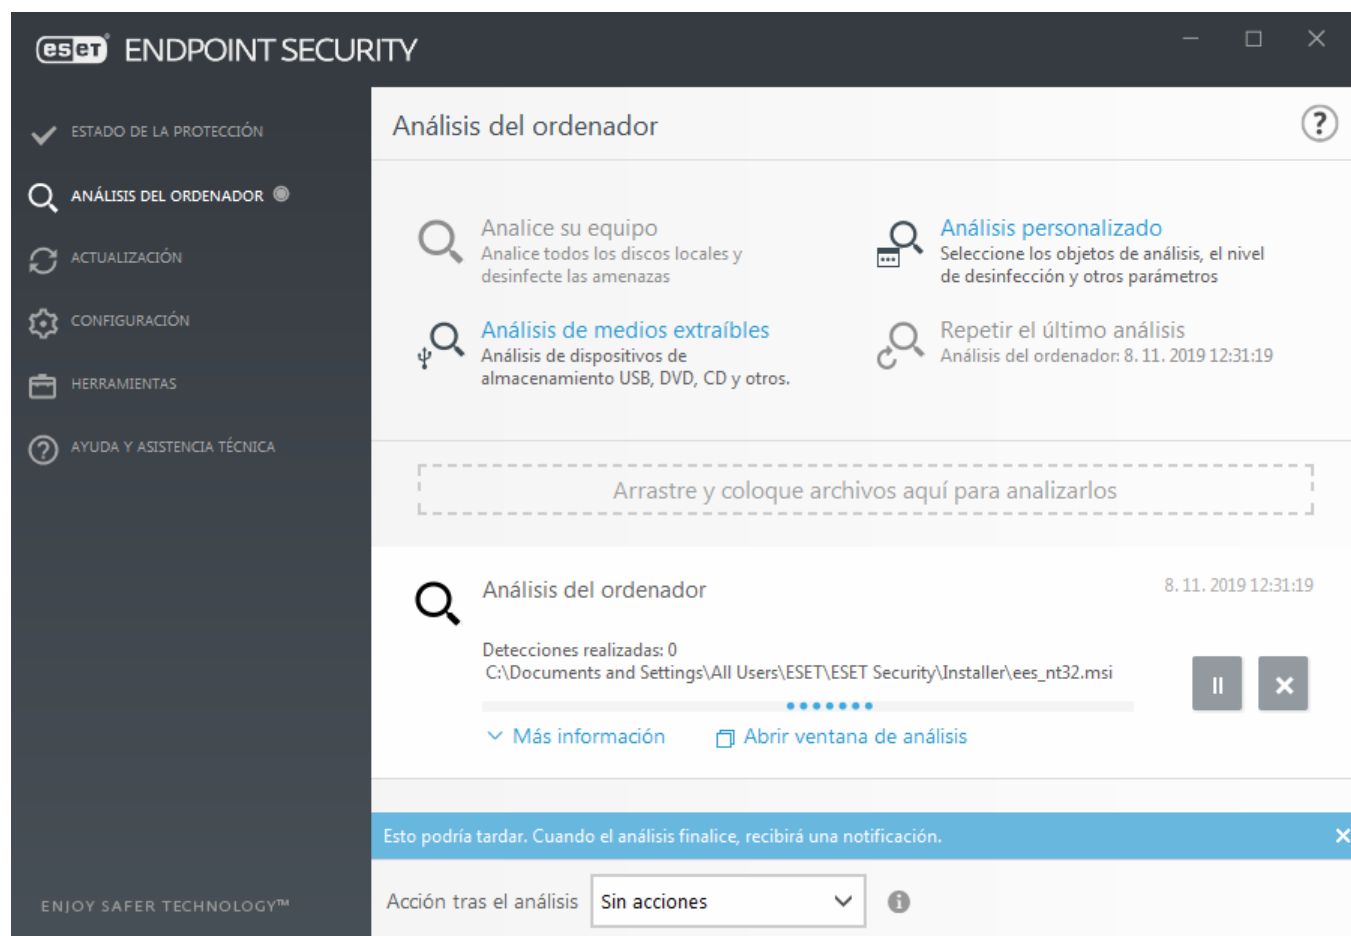 eset ENDPOINT SECURITY
ESTADO DE LA PROTECCIÓN
ANÁLISIS DEL ORDENADOR
ACTUALIZACIÓN
CONFIGURACIÓN
HERRAMIENTAS
AYUDA Y ASISTENCIA TÉCNICA
ENJOY SAFER TECHNOLOGY™
Análisis del ordenador
Analice su equipo
Analice todos los discos locales y
desinfecte las amenazas
Análisis personalizado
Seleccione los objetos de análisis, el nivel
de desinfección y otros parámetros
Análisis de medios extraíbles
Análisis de dispositivos de
almacenamiento USB, DVD, CD y otros.
Repetir el último análisis
Análisis del ordenador: 8. 11. 2019 12:31:19
Arrastre y coloque archivos aquí para analizarlos
Análisis del ordenador
8. 11. 2019 12:31:19
Detecciones realizadas: 0
C:\Documents and Settings\All Users\ESET\ESET Security\Installer\ees_nt32.msi
Más información
Abrir ventana de análisis
Esto podría tardar. Cuando el análisis finalice, recibirá una notificación.
Acción tras el análisis
Sin acciones